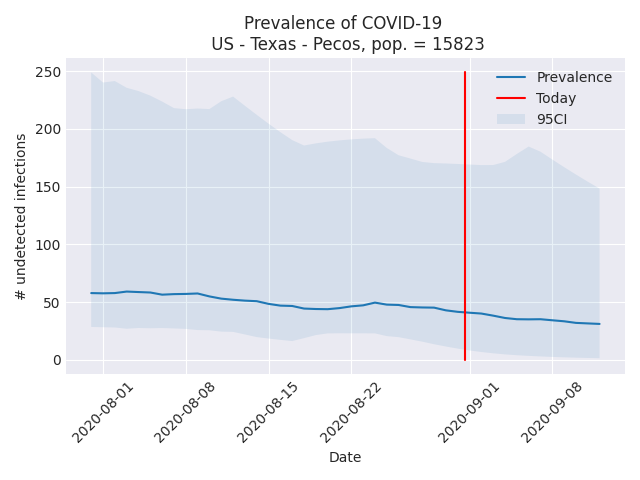 Prevalence of COVID-19
US - Texas - Pecos, pop. = 15823
# undetected infections
250
200
150
100
50
0
Prevalence
Today
95CI
2020-08-01
2020-08-08
2020-08-15
2020-08-22
2020-09-01
2020-09-08
Date